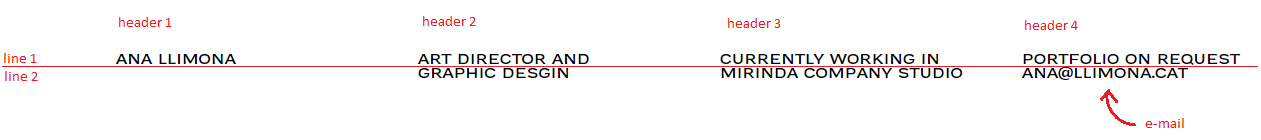 header 1
header 2
header 3
header 4
line 1
ANA LLIMONA
ART DIRECTOR AND
CURRENTLY WORKING IN
PORTFOLIO ON REQUEST
line 2
GRAPHIC DESGIN
MIRINDA COMPANY STUDIO
ANA@LLIMONA.CAT
e-mail